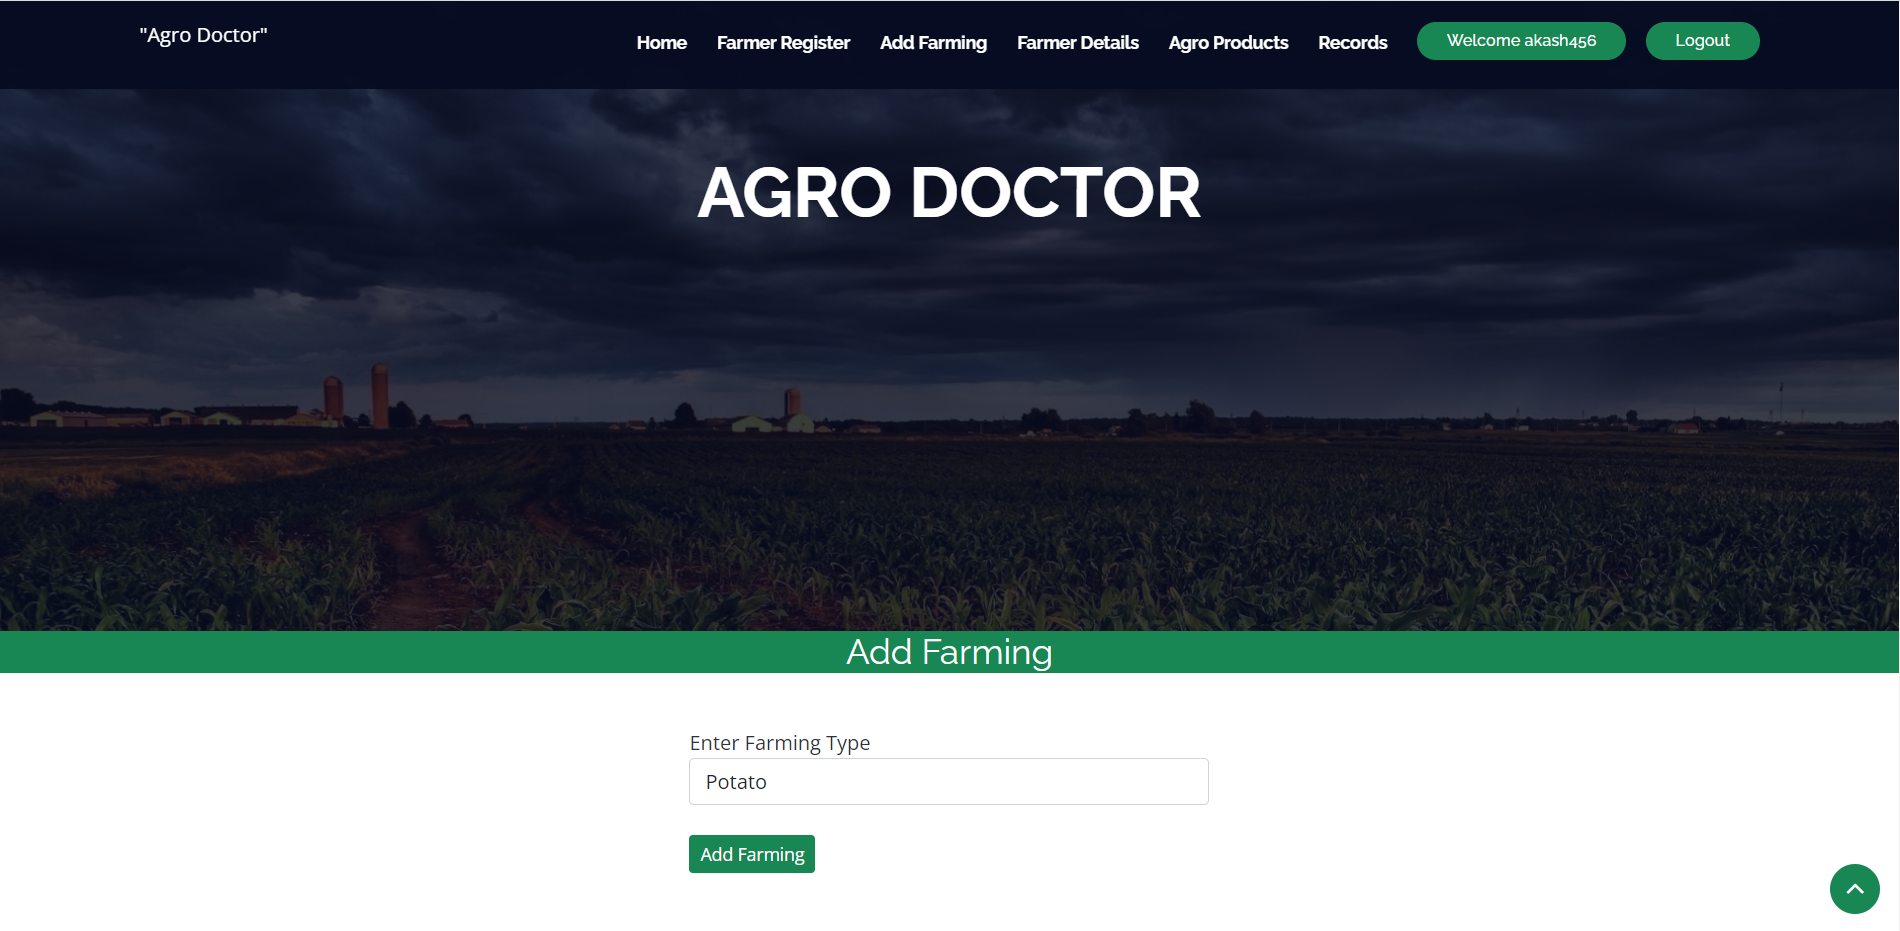 "Agro Doctor"
Home Farmer Register Add Farming Farmer Details Agro Products Records Welcome akash456 Logout
AGRO DOCTOR
Add Farming
Enter Farming Type
Potato
Add Farming